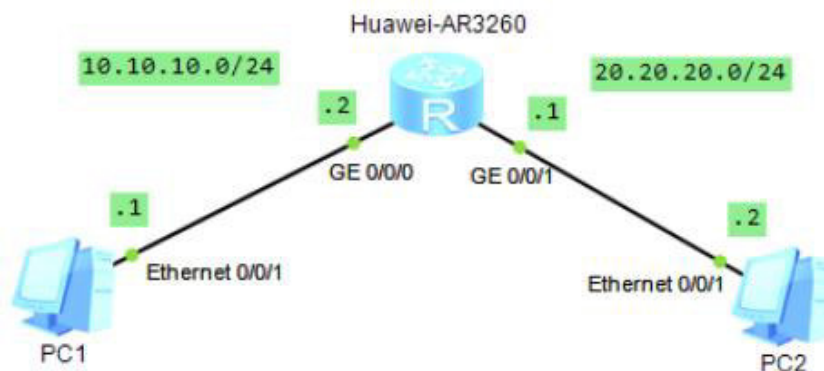 Huawei-AR3260
10.10.10.0/24
20.20.20.0/24
.2
.1
R
GE 0/0/0
GE 0/0/1
.1
.2
Ethernet 0/0/1
Ethernet 0/0/1
PC1
PC2